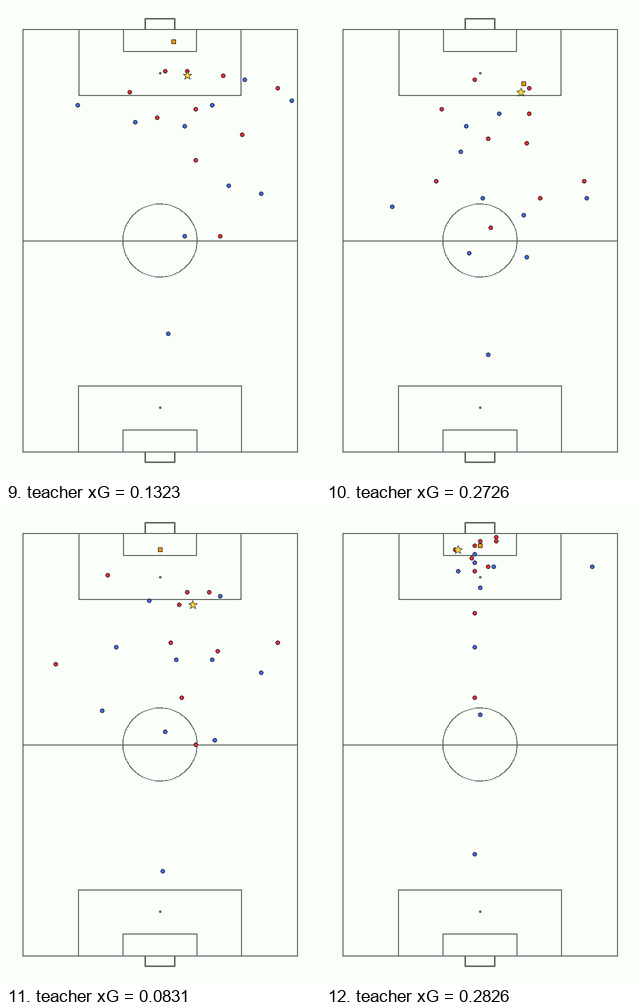 9. teacher xG = 0.1323
10. teacher xG = 0.2726
11. teacher xG = 0.0831
12. teacher xG = 0.2826